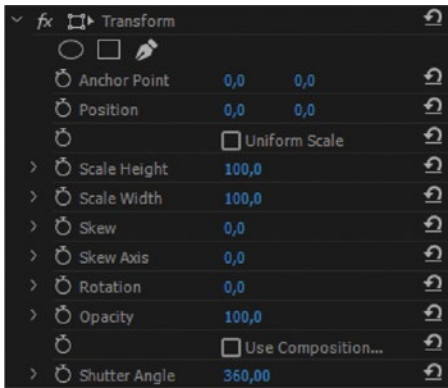 fx Transform
Anchor Point 0,0 0,0
Position 0,0 0,0
Uniform Scale
Scale Height 100,0
Scale Width 100,0
Skew 0,0
Skew Axis 0,0
Rotation 0,0
Opacity 100,0
Use Composition...
Shutter Angle 360,00